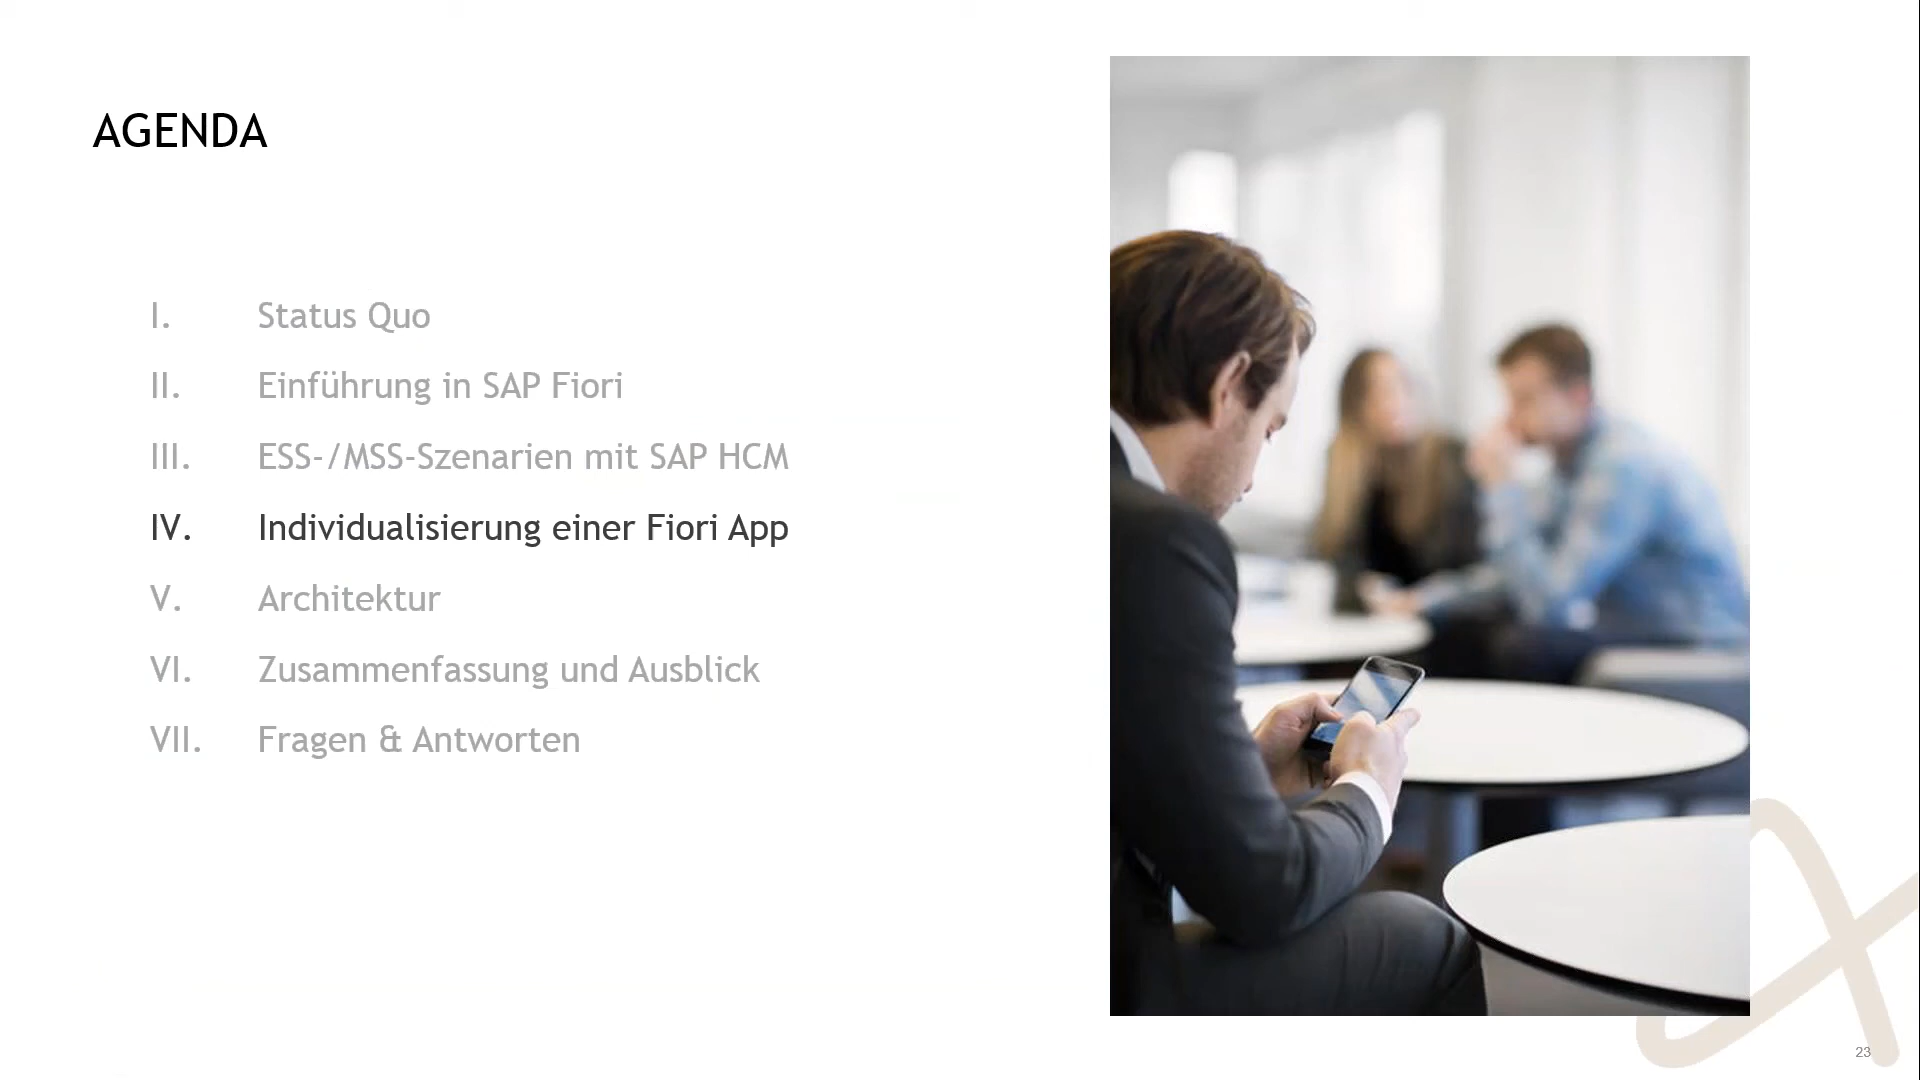 AGENDA
I. Status Quo
II. Einführung in SAP Fiori
III. ESS-/MSS-Szenarien mit SAP HCM
IV. Individualisierung einer Fiori App
V. Architektur
VI. Zusammenfassung und Ausblick
VII. Fragen & Antworten
23